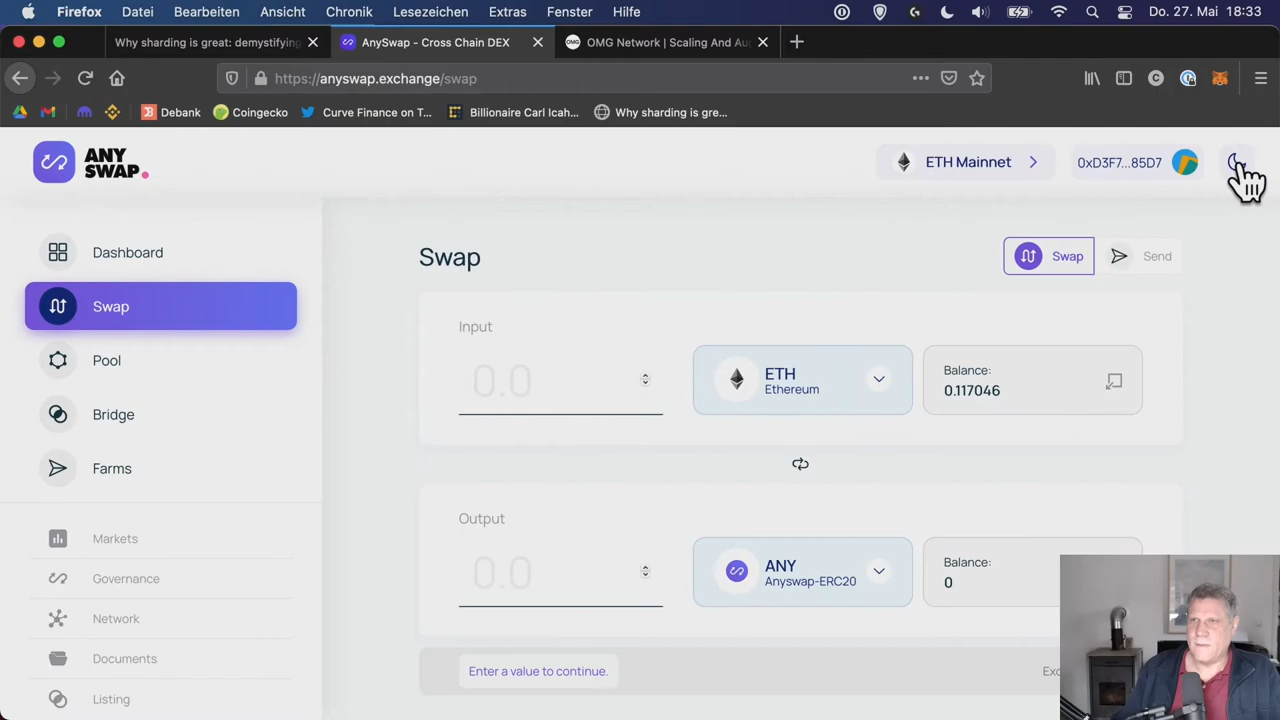 Firefox Datei Bearbeiten Ansicht Chronik Lesezeichen Extras Fenster Hilfe Do. 27. Mai 18:33
Why sharding is great: demystifying
AnySwap - Cross Chain DEX
OMG Network | Scaling And Au
https://anyswap.exchange/swap
Debank Coingecko Curve Finance on T... Billionaire Carl Icah... Why sharding is gre...
ANY
SWAP.
ETH Mainnet
0xD3F7...85D7
Dashboard
Swap
Pool
Bridge
Farms
Markets
Governance
Network
Documents
Listing
Swap
Swap
Send
Input
0.0
ETH
Ethereum
Balance:
0.117046
Output
0.0
ANY
Anyswap-ERC20
Balance:
0
Enter a value to continue.